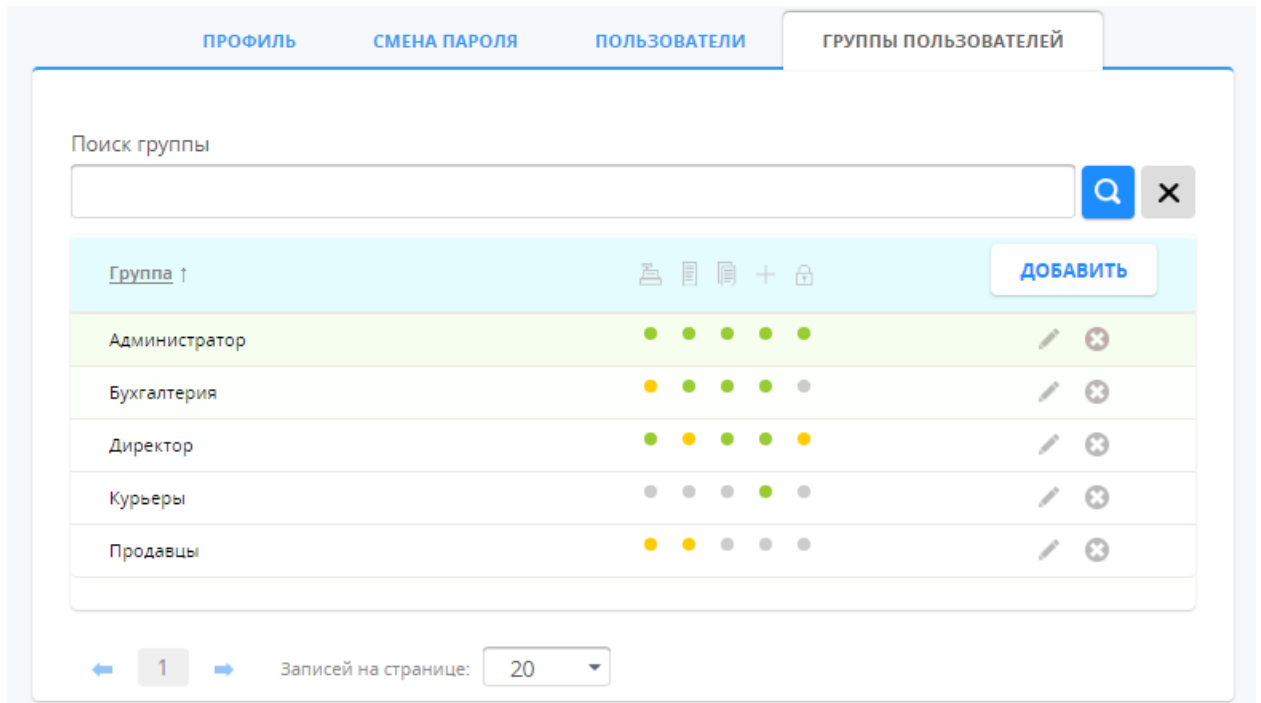 ПРОФИЛЬ СМЕНА ПАРОЛЯ ПОЛЬЗОВАТЕЛИ ГРУППЫ ПОЛЬЗОВАТЕЛЕЙ
Поиск группы
Группа ↑ ДОБАВИТЬ
Администратор
Бухгалтерия
Директор
Курьеры
Продавцы
1 Записей на странице: 20